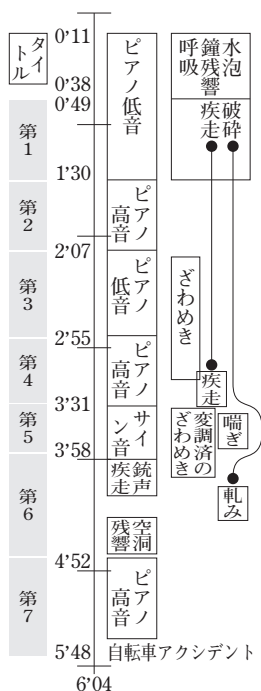 タイトル
第1
第2
第3
第4
第5
第6
第7
0’11
0’38
0’49
1’30
2’07
2’55
3’31
3’58
4’52
5’48
6’04
ピアノ低音
ピアノ
高音
ピアノ
低音
ピアノ
高音
サイン音
銃声
疾走
空洞
残響
ピアノ
高音
自転車アクシデント
水泡
鐘残響
呼吸
破砕
疾走
ざわめき
疾走
喘ぎ
変調済の
ざわめき
軋み